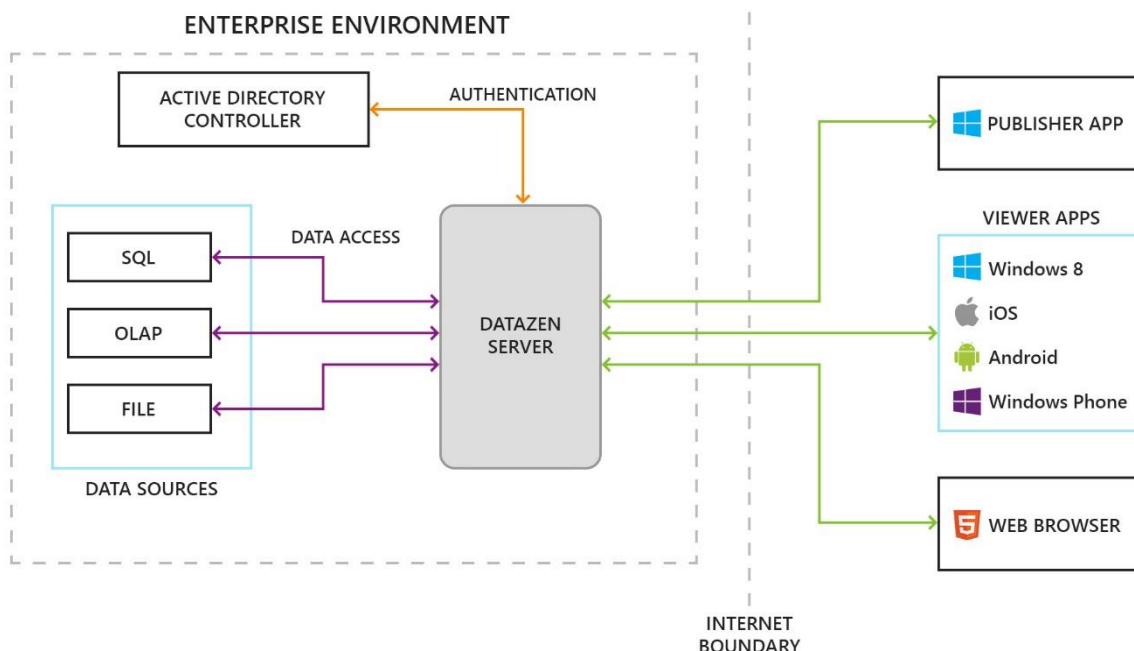 ENTERPRISE ENVIRONMENT
ACTIVE DIRECTORY
CONTROLLER
AUTHENTICATION
PUBLISHER APP
SQL
DATA ACCESS
VIEWER APPS
Windows 8
iOS
Android
Windows Phone
OLAP
DATAZEN
SERVER
FILE
DATA SOURCES
5
WEB BROWSER
INTERNET
BOUNDARY